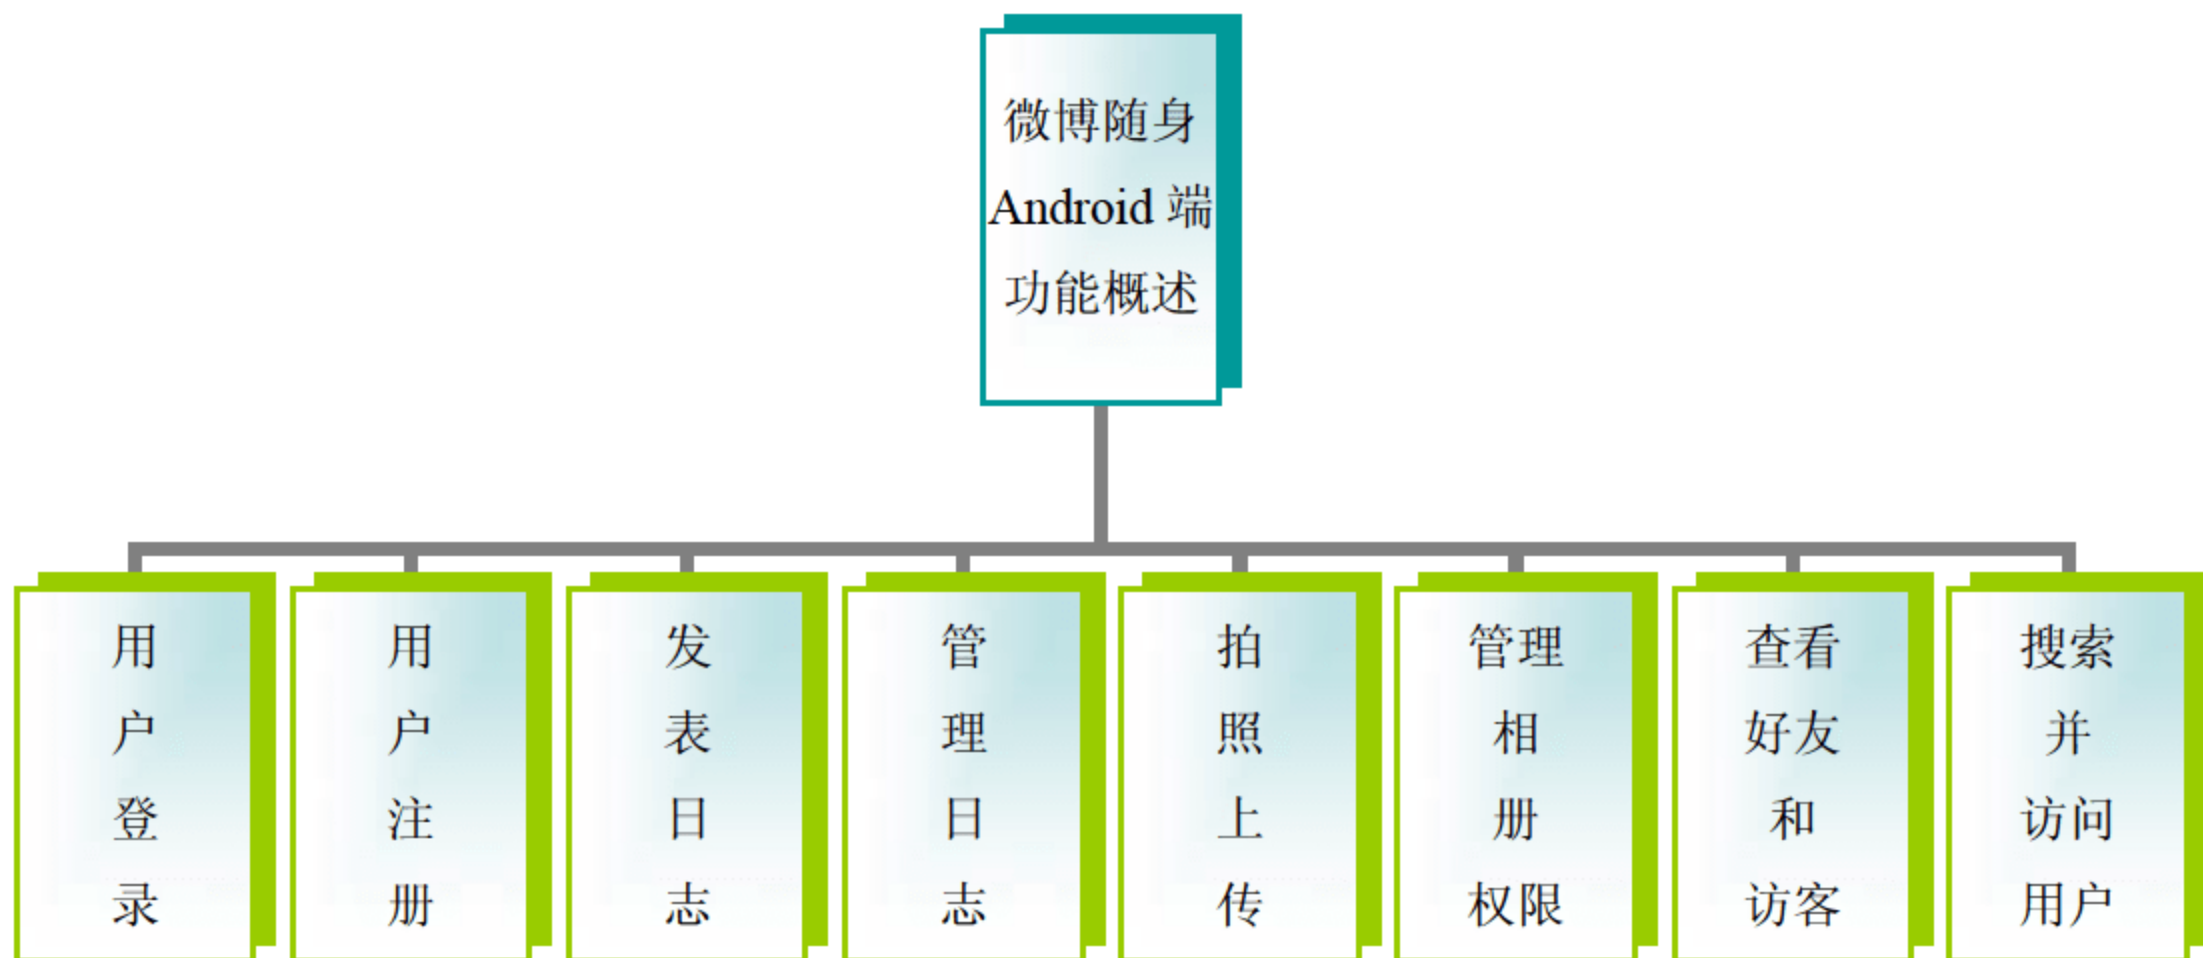 微博随身
Android 端
功能概述
用
户
登
录
用
户
注
册
发
表
日
志
管
理
日
志
拍
照
上
传
管理
相
册
权限
查看
好友
和
访客
搜索
并
访问
用户